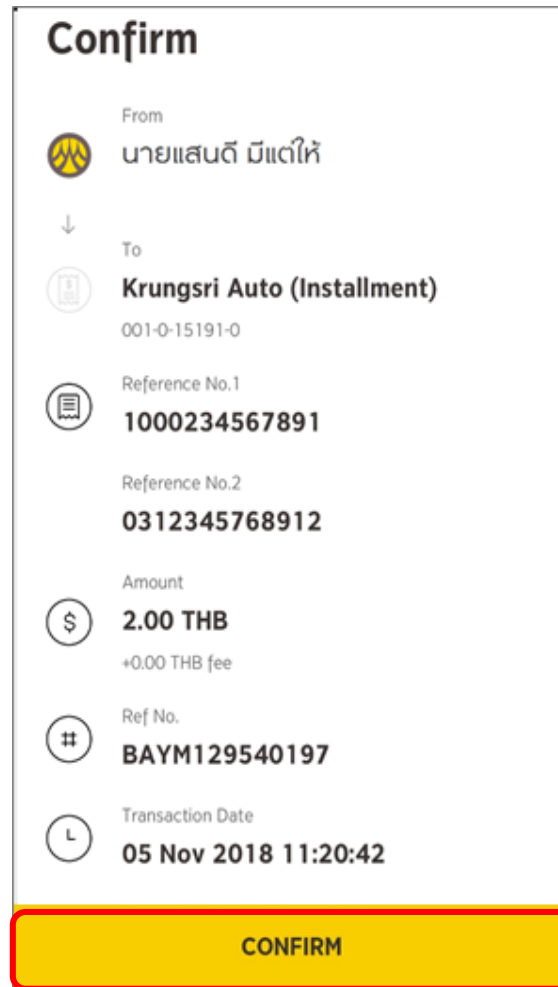 Confirm
From
นายแสนดี มีแต่ให้
To
Krungsri Auto (Installment)
001-0-15191-0
Reference No.1
1000234567891
Reference No.2
0312345768912
Amount
2.00 THB
+0.00 THB fee
Ref No.
BAYM129540197
Transaction Date
05 Nov 2018 11:20:42
CONFIRM